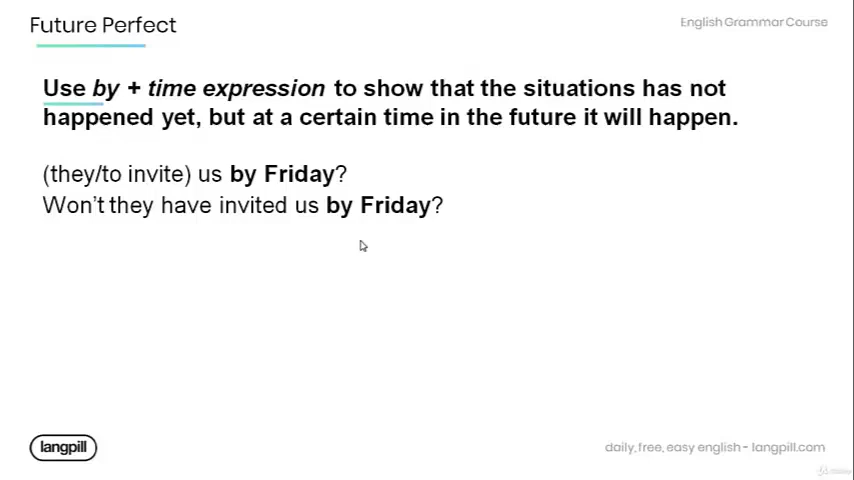 Future Perfect
English Grammar Course
Use by + time expression to show that the situations has not
happened yet, but at a certain time in the future it will happen.
(they/to invite) us by Friday?
Won't they have invited us by Friday?
langpill
daily, free, easy english - langpill.com